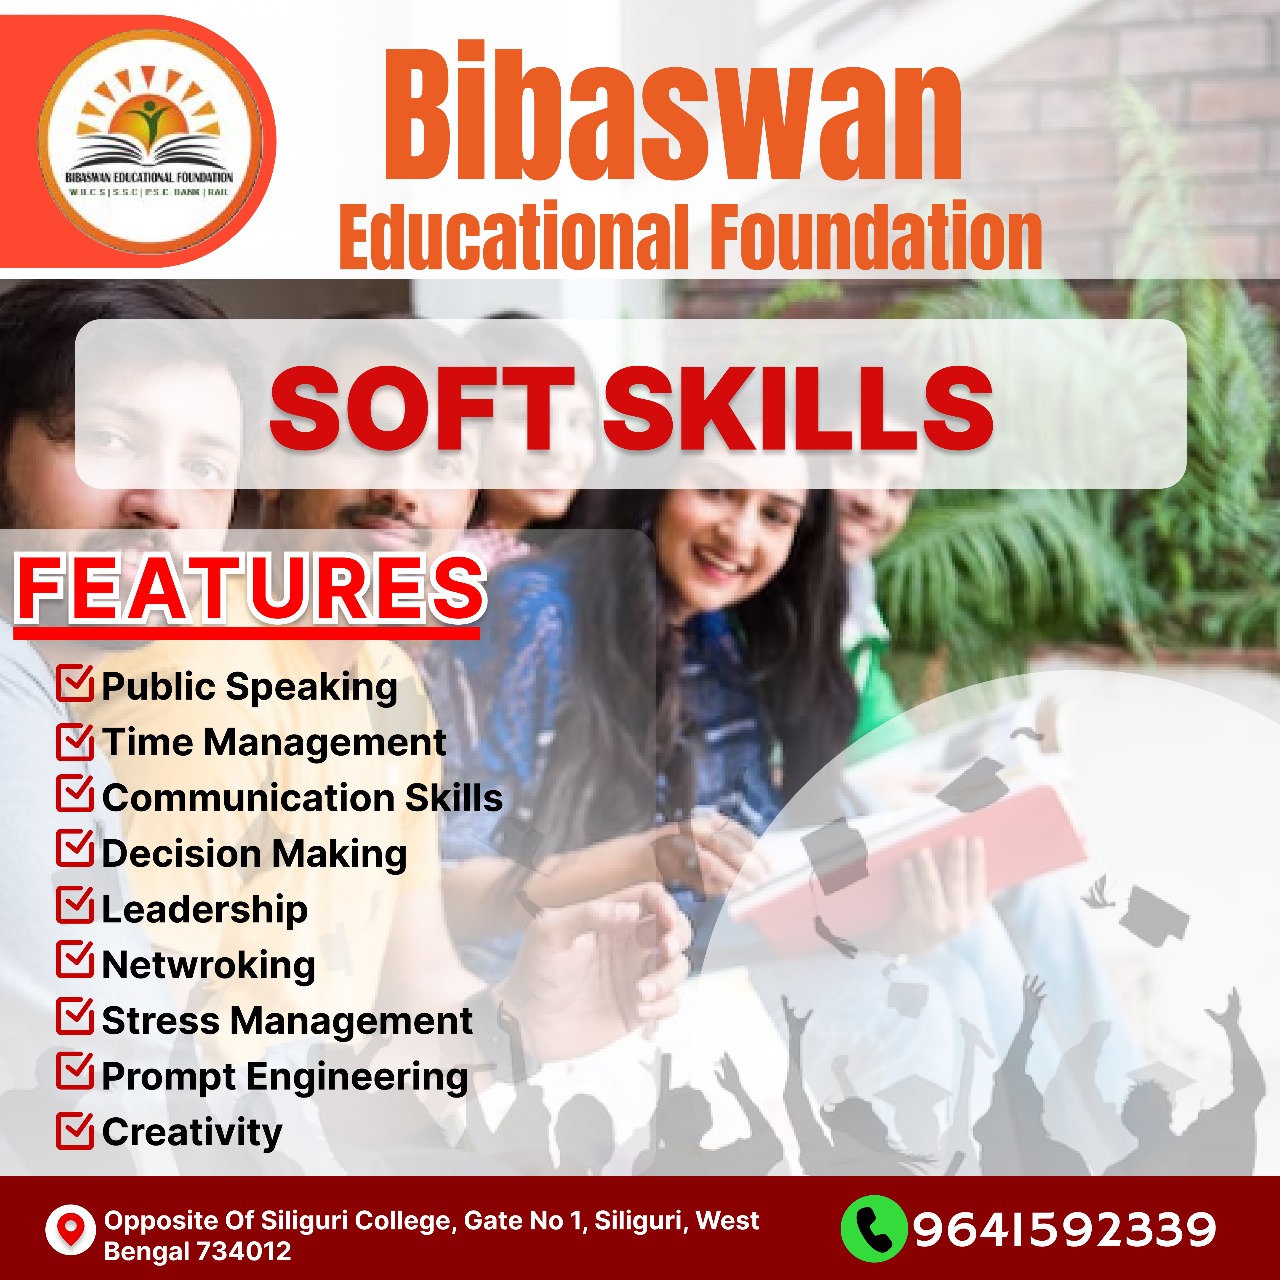 BIBASWAN EDUCATIONAL FOUNDATION
W.B.C.S | S.S.C | P.S.C BANK | RAIL
Bibaswan
Educational Foundation
SOFT SKILLS
FEATURES
Public Speaking
Time Management
Communication Skills
Decision Making
Leadership
Netwroking
Stress Management
Prompt Engineering
Creativity
Opposite Of Siliguri College, Gate No 1, Siliguri, West
Bengal 734012
9641592339